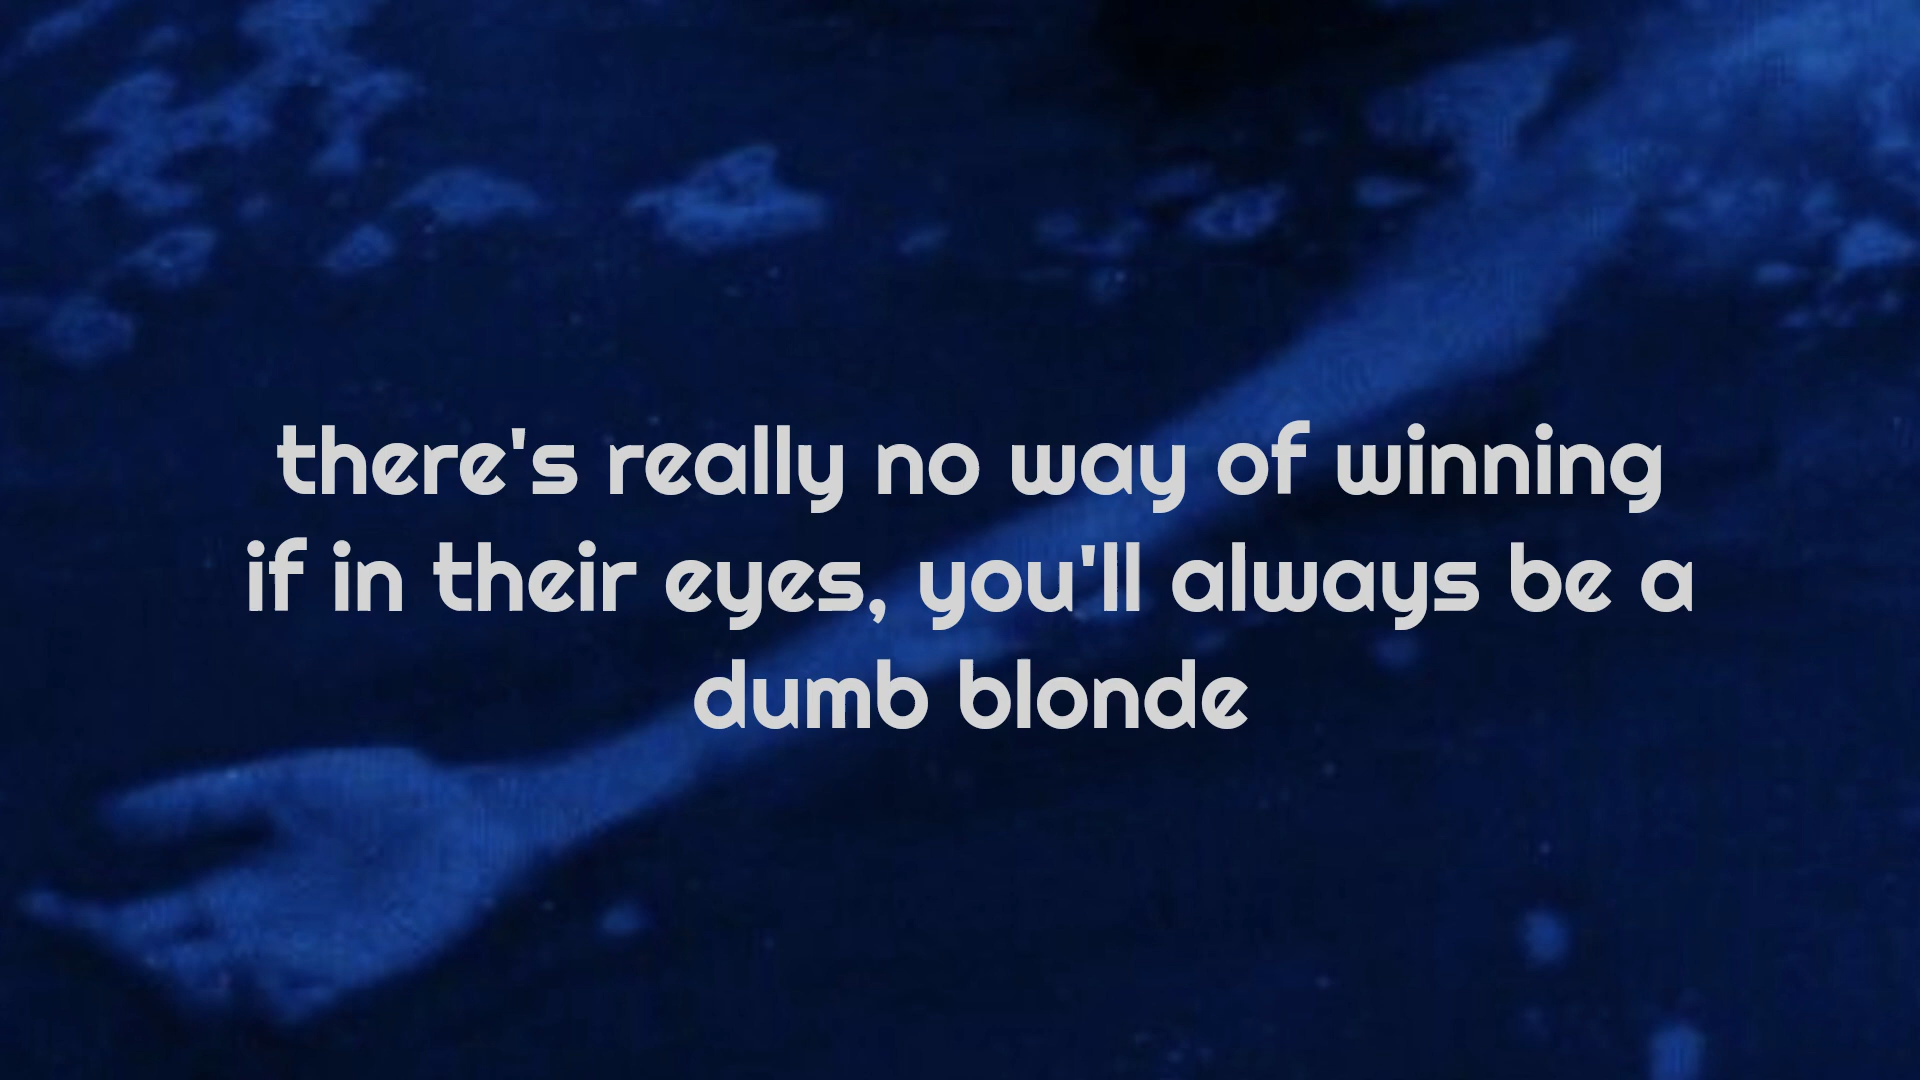 there's really no way of winning
if in their eyes, you'll always be a
dumb blonde